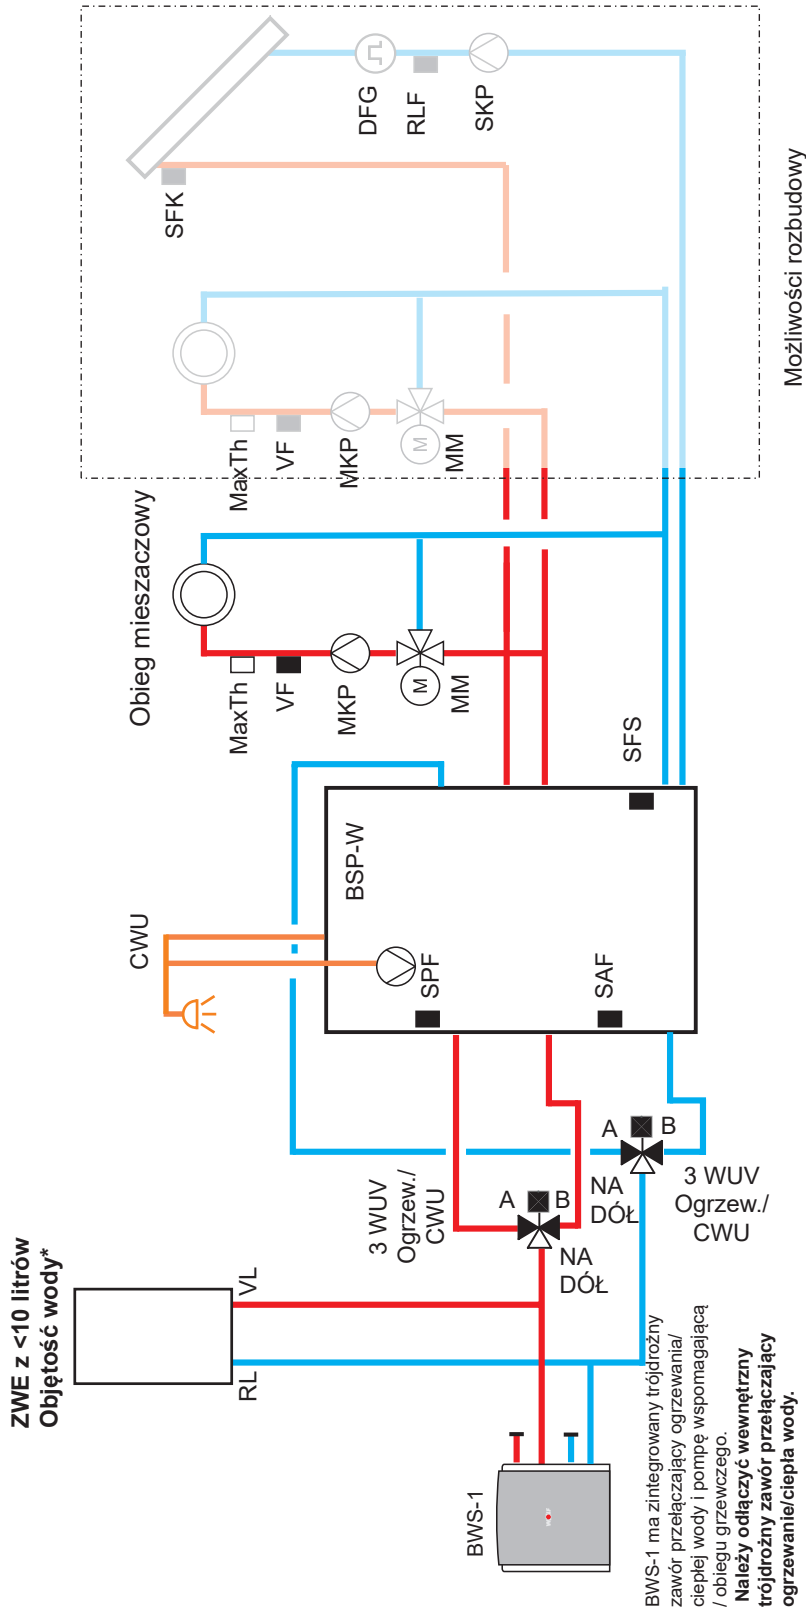 ZWE z <10 litrów
Objętość wody*
RL
VL
BWS-1
BWS-1 ma zintegrowany trójdrożny
zawór przełączający ogrzewania/
ciepłej wody i pompę wspomagającą
/ obiegu grzewczego.
Należy odłączyć wewnętrzny
trójdrożny zawór przełączający
ogrzewanie/ciepła wody.
3 WUV
Ogrzew./
CWU
A
B
NA
DÓŁ
A
B
NA
DÓŁ
3 WUV
Ogrzew./
CWU
CWU
BSP-W
SPF
SAF
SFS
Obieg mieszaczowy
MaxTh
VF
MKP
M
MM
MaxTh
VF
MKP
M
MM
SFK
DFG
RLF
SKP
Możliwości rozbudowy